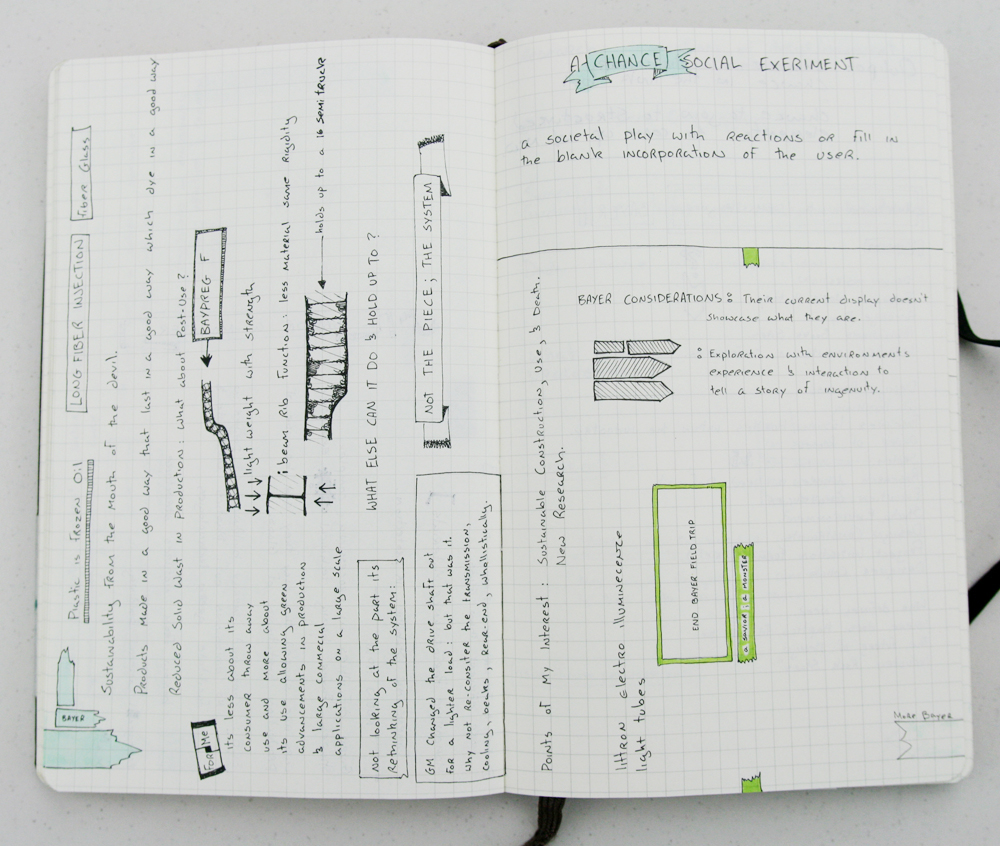 BAYER
Plastic is Frozen Oil
LONG FIBER INJECTION
Fiber Glass
Sustainability from the Mouth of the devil.
Products made in a good way that last in a good way which dye in a good way
Reduced Solid Wast in Production: What about Post-Use?
BAYPREG F
light weight with strength
i beam Rib Function: less Material same Rigidity
holds up to a 16 semi truck
WHAT ELSE CAN IT DO & HOLD UP TO?
NOT THE PIECE; THE SYSTEM
FOR Me
its less about its
consumer throw away
use and more about
its use allowing green
advancements in production
& large commercial
applications on a large scale
Not looking at the part its
Rethinking of the system:
GM changed the drive shaft out
for a lighter load: but that was it.
Why not Re-consiter the transmission,
cooling, beaks, rear-end, whollistically.
A CHANCE SOCIAL EXERIMENT
a societal play with reactions or fill in
the blank incorporation of the user.
BAYER CONSIDERATIONS: Their current display doesn't
showcase what they are.
: Exploration with environments
experience & interaction to
tell a story of ingenuity.
Points of My Interest: Sustainable Construction, Use, & Death.
New Research.
littron Electro illuminecence
light tubes
END BAYER FIELD TRIP
a savior: a monster
More Bayer